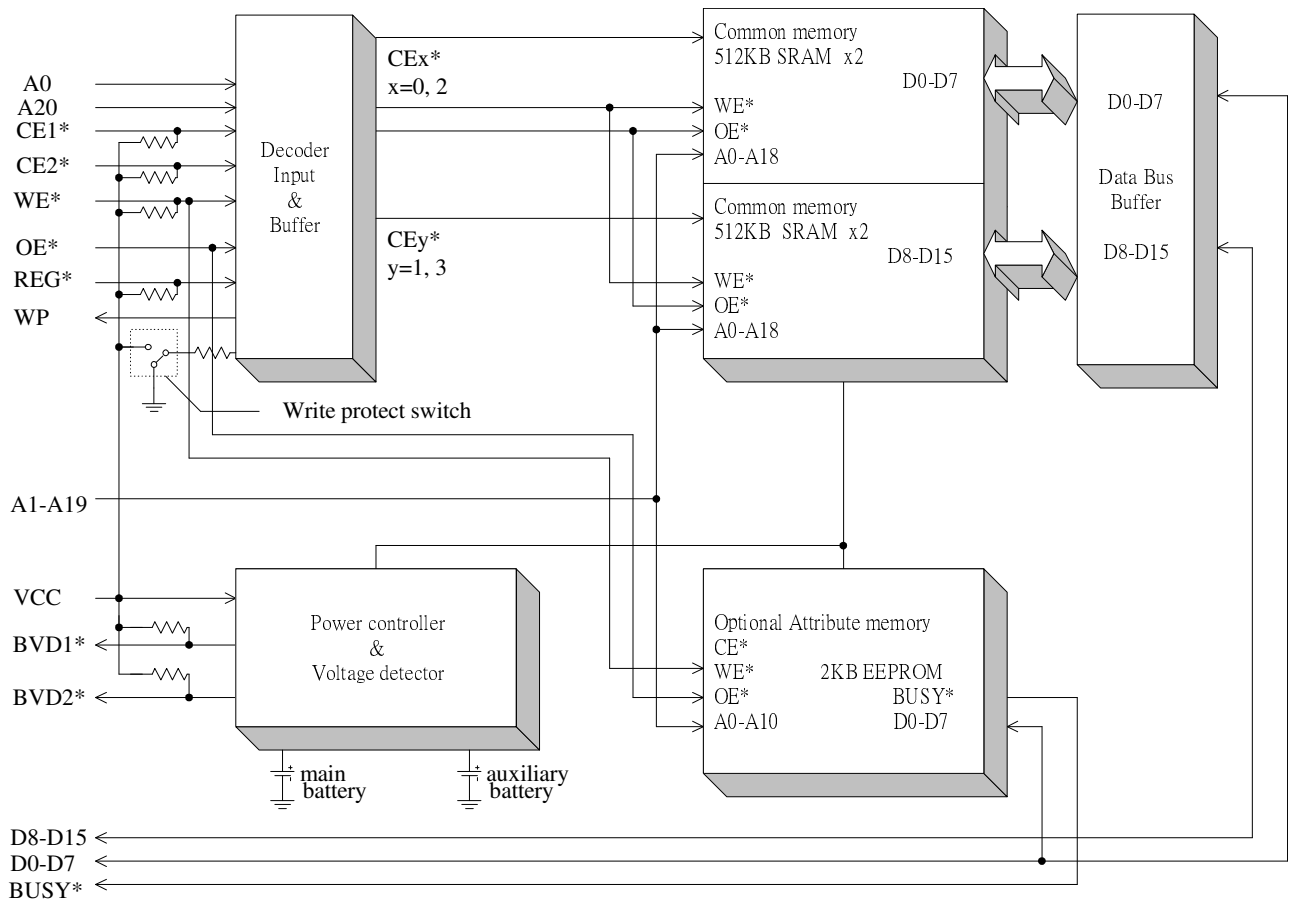 A0
A20
CE1*
CE2*
WE*
OE*
REG*
WP
Decoder
Input
&
Buffer
CEx*
x=0, 2
CEy*
y=1, 3
Common memory
512KB SRAM x2
D0-D7
WE*
OE*
A0-A18
Common memory
512KB SRAM x2
D8-D15
WE*
OE*
A0-A18
D0-D7
Data Bus
Buffer
D8-D15
Write protect switch
A1-A19
VCC
BVD1*
BVD2*
Power controller
&
Voltage detector
main
battery
auxiliary
battery
Optional Attribute memory
CE*
WE* 2KB EEPROM
OE* BUSY*
A0-A10 D0-D7
D8-D15
D0-D7
BUSY*